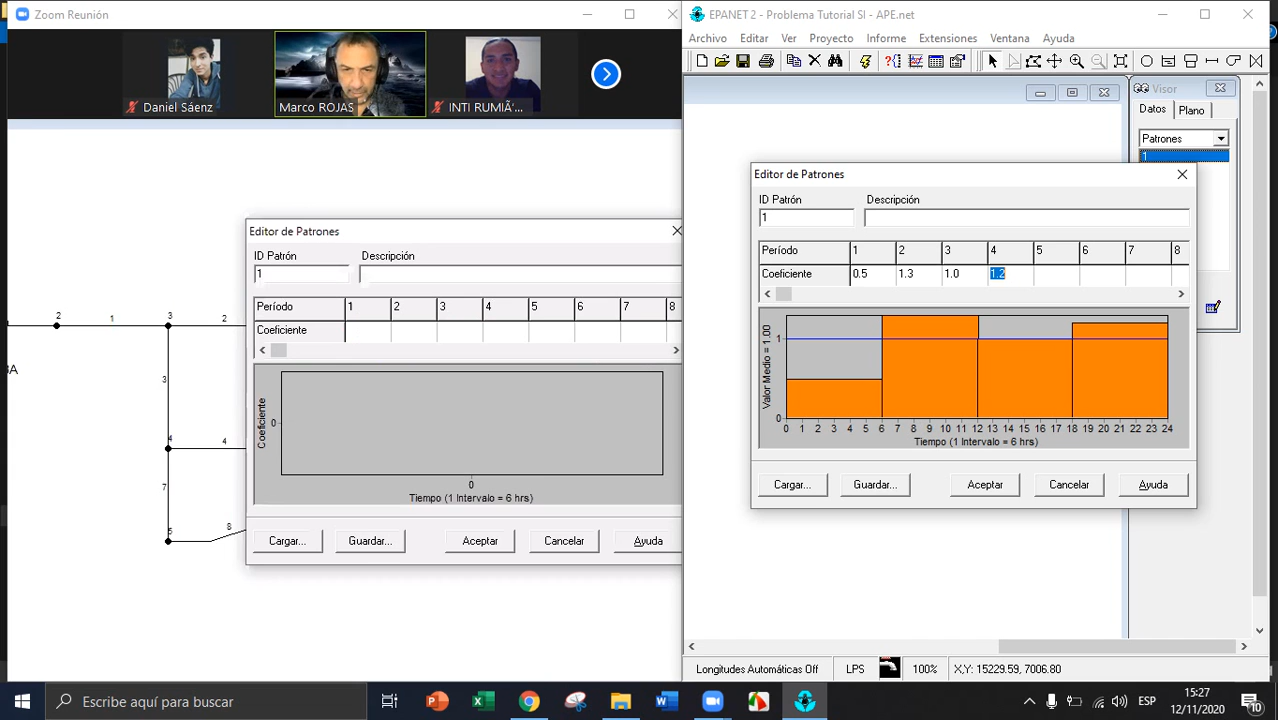 Zoom Reunión
Daniel Sáenz
Marco ROJAS
INTI RUMIÃ'...
2
1
3
2
3
4
4
7
5
8
3A
Editor de Patrones
ID Patrón
Descripción
1
Período 1 2 3 4 5 6 7 8
Coeficiente
Coeficiente
0
0
Tiempo (1 Intervalo = 6 hrs)
Cargar... Guardar... Aceptar Cancelar Ayuda
EPANET 2 - Problema Tutorial SI - APE.net
Archivo Editar Ver Proyecto Informe Extensiones Ventana Ayuda
Visor
Datos Plano
Patrones
1
Editor de Patrones
ID Patrón
Descripción
1
Período 1 2 3 4 5 6 7 8
Coeficiente 0.5 1.3 1.0 1.2
Valor Medio = 1.00
1
0
0 1 2 3 4 5 6 7 8 9 10 11 12 13 14 15 16 17 18 19 20 21 22 23 24
Tiempo (1 Intervalo = 6 hrs)
Cargar... Guardar... Aceptar Cancelar Ayuda
Longitudes Automáticas Off LPS 100% X,Y: 15229.59, 7006.80
Escribe aquí para buscar
ESP
15:27
12/11/2020
10